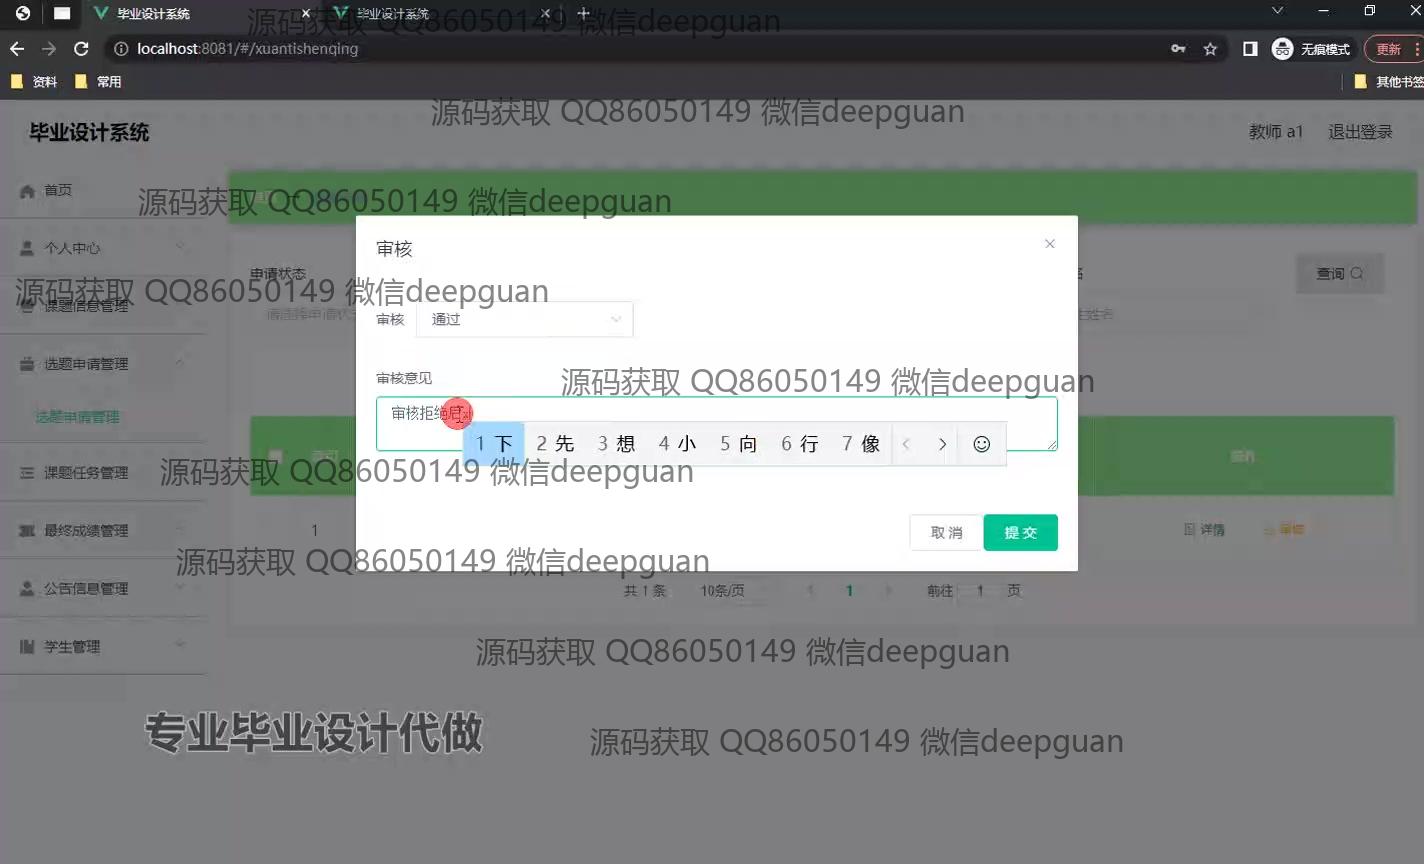 毕业设计系统
毕业设计系统
源码获取 QQ86050149 微信deepguan
localhost:8081/#/xuantishenqing
无痕模式
更新
资料
常用
其他书签
源码获取 QQ86050149 微信deepguan
毕业设计系统
教师 a1
退出登录
首页
源码获取 QQ86050149 微信deepguan
个人中心
审核
申请状态
查询
源码获取 QQ86050149 微信deepguan
课题信息管理
审核
通过
选题申请管理
审核意见
源码获取 QQ86050149 微信deepguan
选题申请管理
审核拒绝
1 下 2 先 3 想 4 小 5 向 6 行 7 像
课题任务管理
源码获取 QQ86050149 微信deepguan
最终成绩管理
1
详情
取 消
提 交
源码获取 QQ86050149 微信deepguan
公告信息管理
共 1 条
10条/页
1
前往 1 页
学生管理
源码获取 QQ86050149 微信deepguan
专业毕业设计代做
源码获取 QQ86050149 微信deepguan